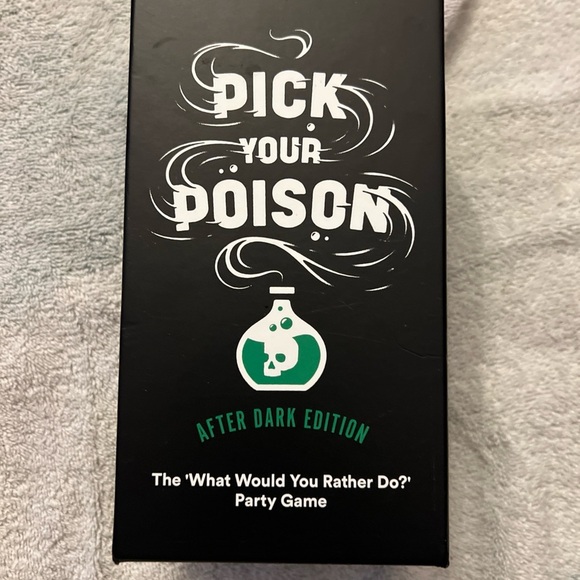 PICK
YOUR
POISON
AFTER DARK EDITION
The 'What Would You Rather Do?'
Party Game